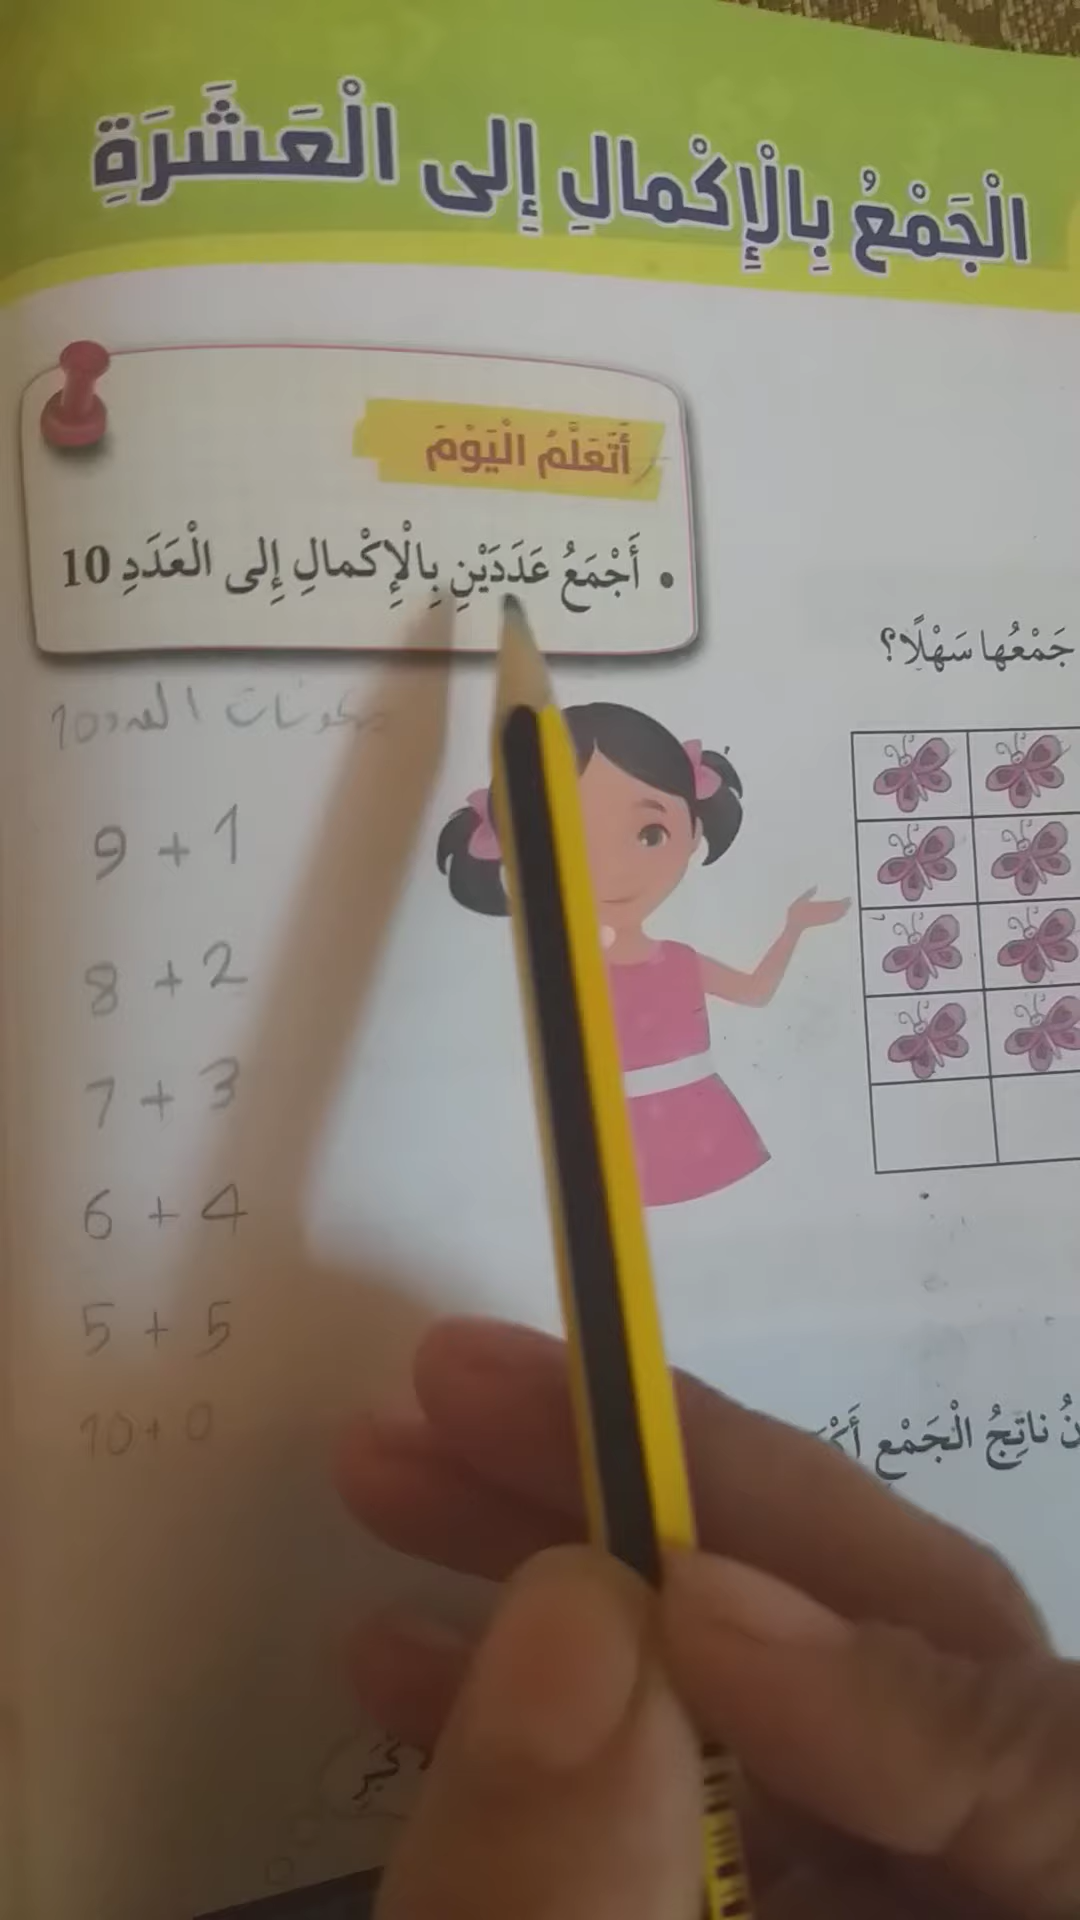 الْجَمْعُ بِالْإِكْمالِ إِلى الْعَشَرَةِ
أَتَعَلَّمُ الْيَوْمَ
• أَجْمَعُ عَدَدَيْنِ بِالْإِكْمالِ إِلى الْعَدَدِ 10
جَمْعُها سَهْلًا؟
مكونات العدد 10
9 + 1
8 + 2
7 + 3
6 + 4
5 + 5
10 + 0
ناتِجُ الْجَمْعِ